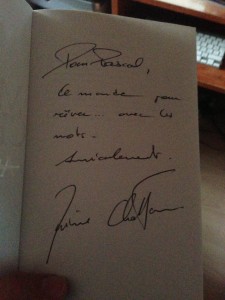 Pour Pascal,
Le monde pour
rêver... avec les
mots.
Amicalement.